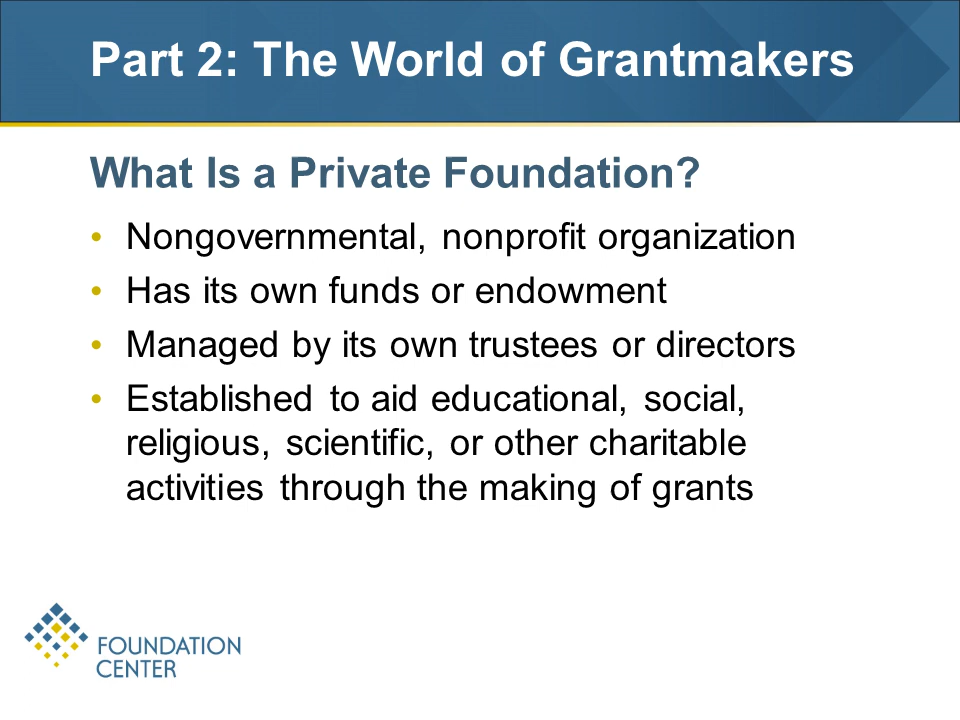 Part 2: The World of Grantmakers
What Is a Private Foundation?
• Nongovernmental, nonprofit organization
• Has its own funds or endowment
• Managed by its own trustees or directors
• Established to aid educational, social,
religious, scientific, or other charitable
activities through the making of grants
FOUNDATION
CENTER